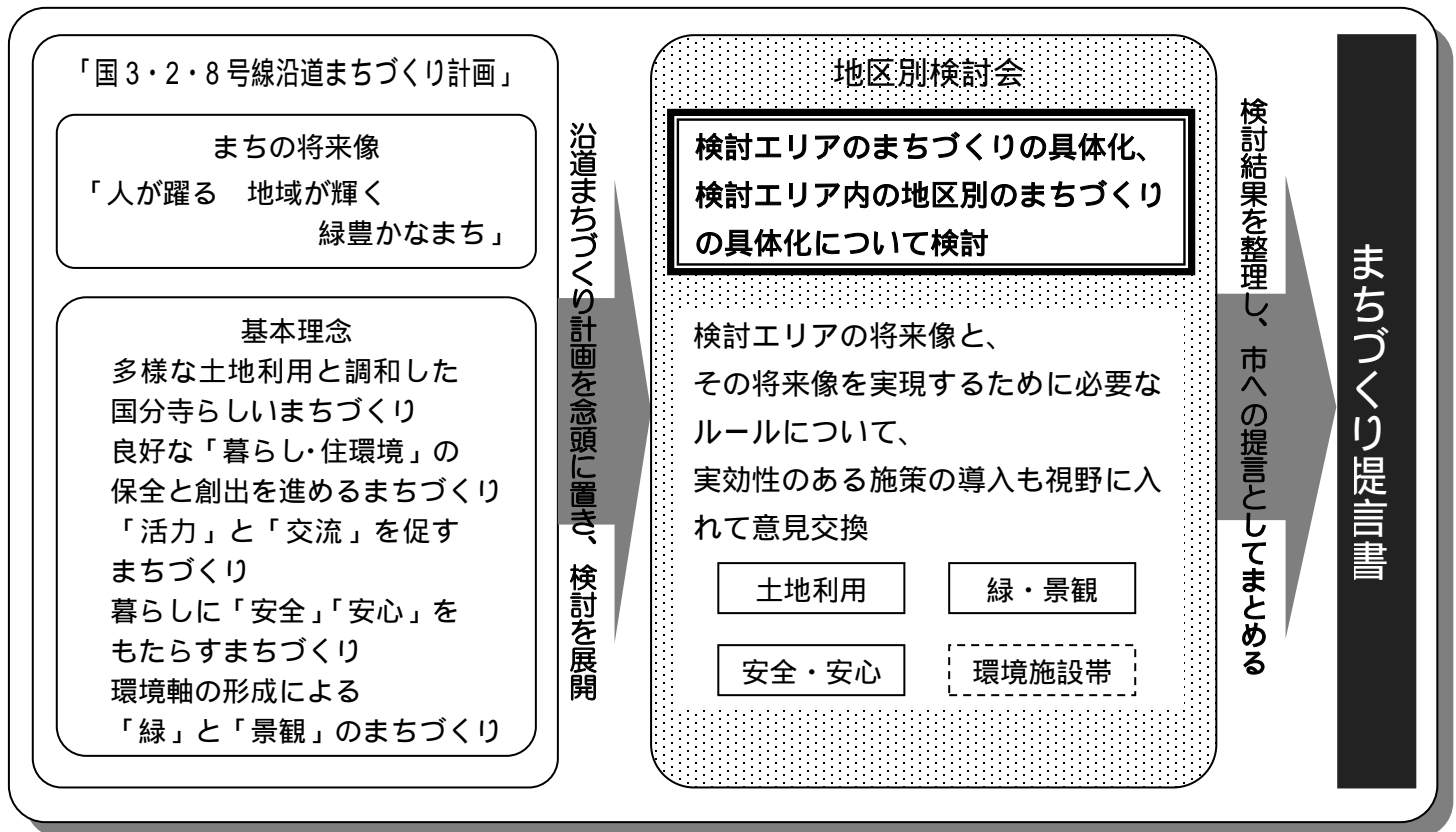 「国3・2・8号線沿道まちづくり計画」
まちの将来像
「人が躍る　地域が輝く
緑豊かなまち」
基本理念
多様な土地利用と調和した
国分寺らしいまちづくり
良好な「暮らし・住環境」の
保全と創出を進めるまちづくり
「活力」と「交流」を促す
まちづくり
暮らしに「安全」「安心」を
もたらすまちづくり
環境軸の形成による
「緑」と「景観」のまちづくり
沿道まちづくり計画を念頭に置き、検討を展開
地区別検討会
検討エリアのまちづくりの具体化、
検討エリア内の地区別のまちづくり
の具体化について検討
検討エリアの将来像と、
その将来像を実現するために必要な
ルールについて、
実効性のある施策の導入も視野に入
れて意見交換
土地利用
緑・景観
安全・安心
環境施設帯
検討結果を整理し、市への提言としてまとめる
まちづくり提言書